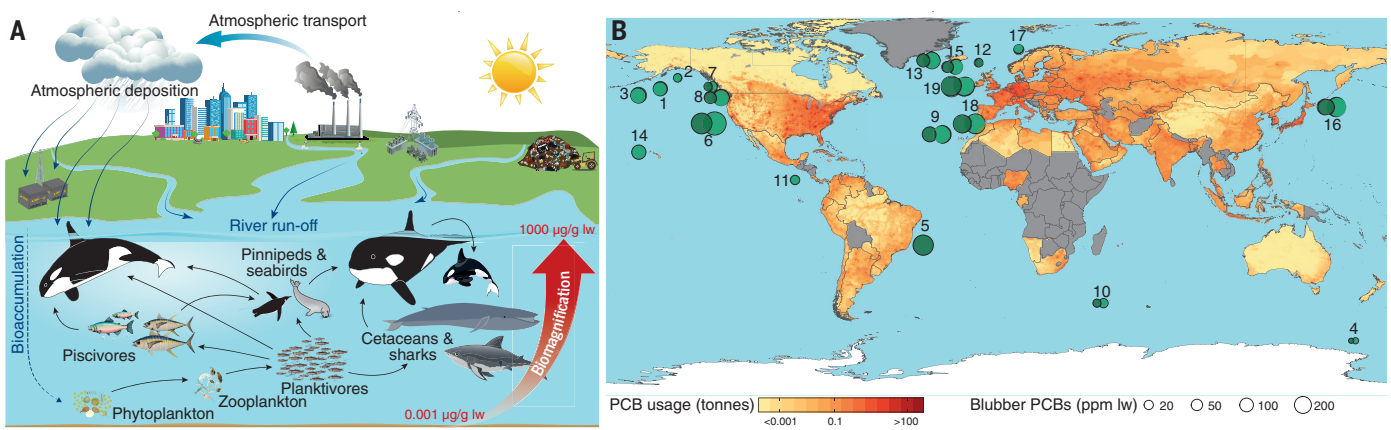 A
Atmospheric transport
Atmospheric deposition
River run-off
1000 µg/g lw
Pinnipeds &
seabirds
Bioaccumulation
Biomagnification
Piscivores
Cetaceans &
sharks
Planktivores
Zooplankton
Phytoplankton
0.001 µg/g lw
B
17
15
12
13
2
7
3
1
8
19
18
9
16
6
14
11
5
10
4
PCB usage (tonnes)
<0.001
0.1
>100
Blubber PCBs (ppm lw)
20
50
100
200